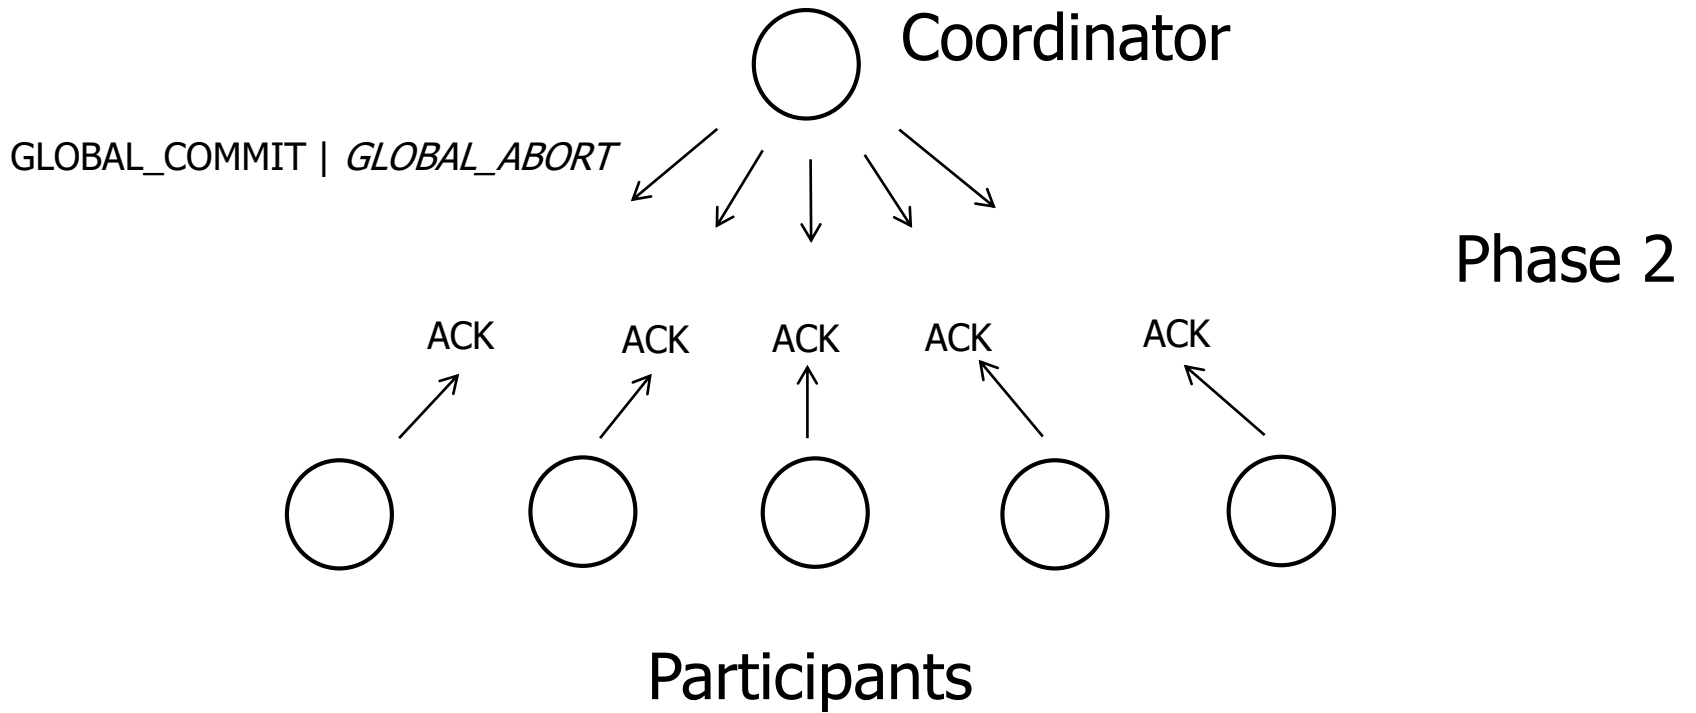 Coordinator
GLOBAL_COMMIT | GLOBAL_ABORT
Phase 2
ACK ACK ACK ACK ACK
Participants